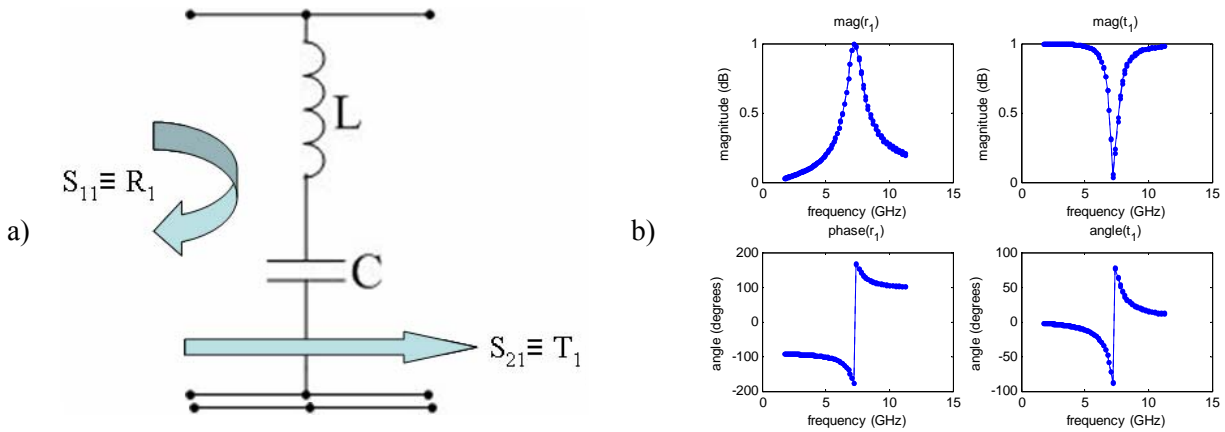 a)
L
S₁₁≡ R₁
C
S₂₁≡ T₁
b)
mag(r₁)
1
0.5
0
magnitude (dB)
0 5 10 15
frequency (GHz)
mag(t₁)
1
0.5
0
magnitude (dB)
0 5 10 15
frequency (GHz)
phase(r₁)
200
100
0
-100
-200
angle (degrees)
0 5 10 15
frequency (GHz)
angle(t₁)
100
50
0
-50
-100
angle (degrees)
0 5 10 15
frequency (GHz)